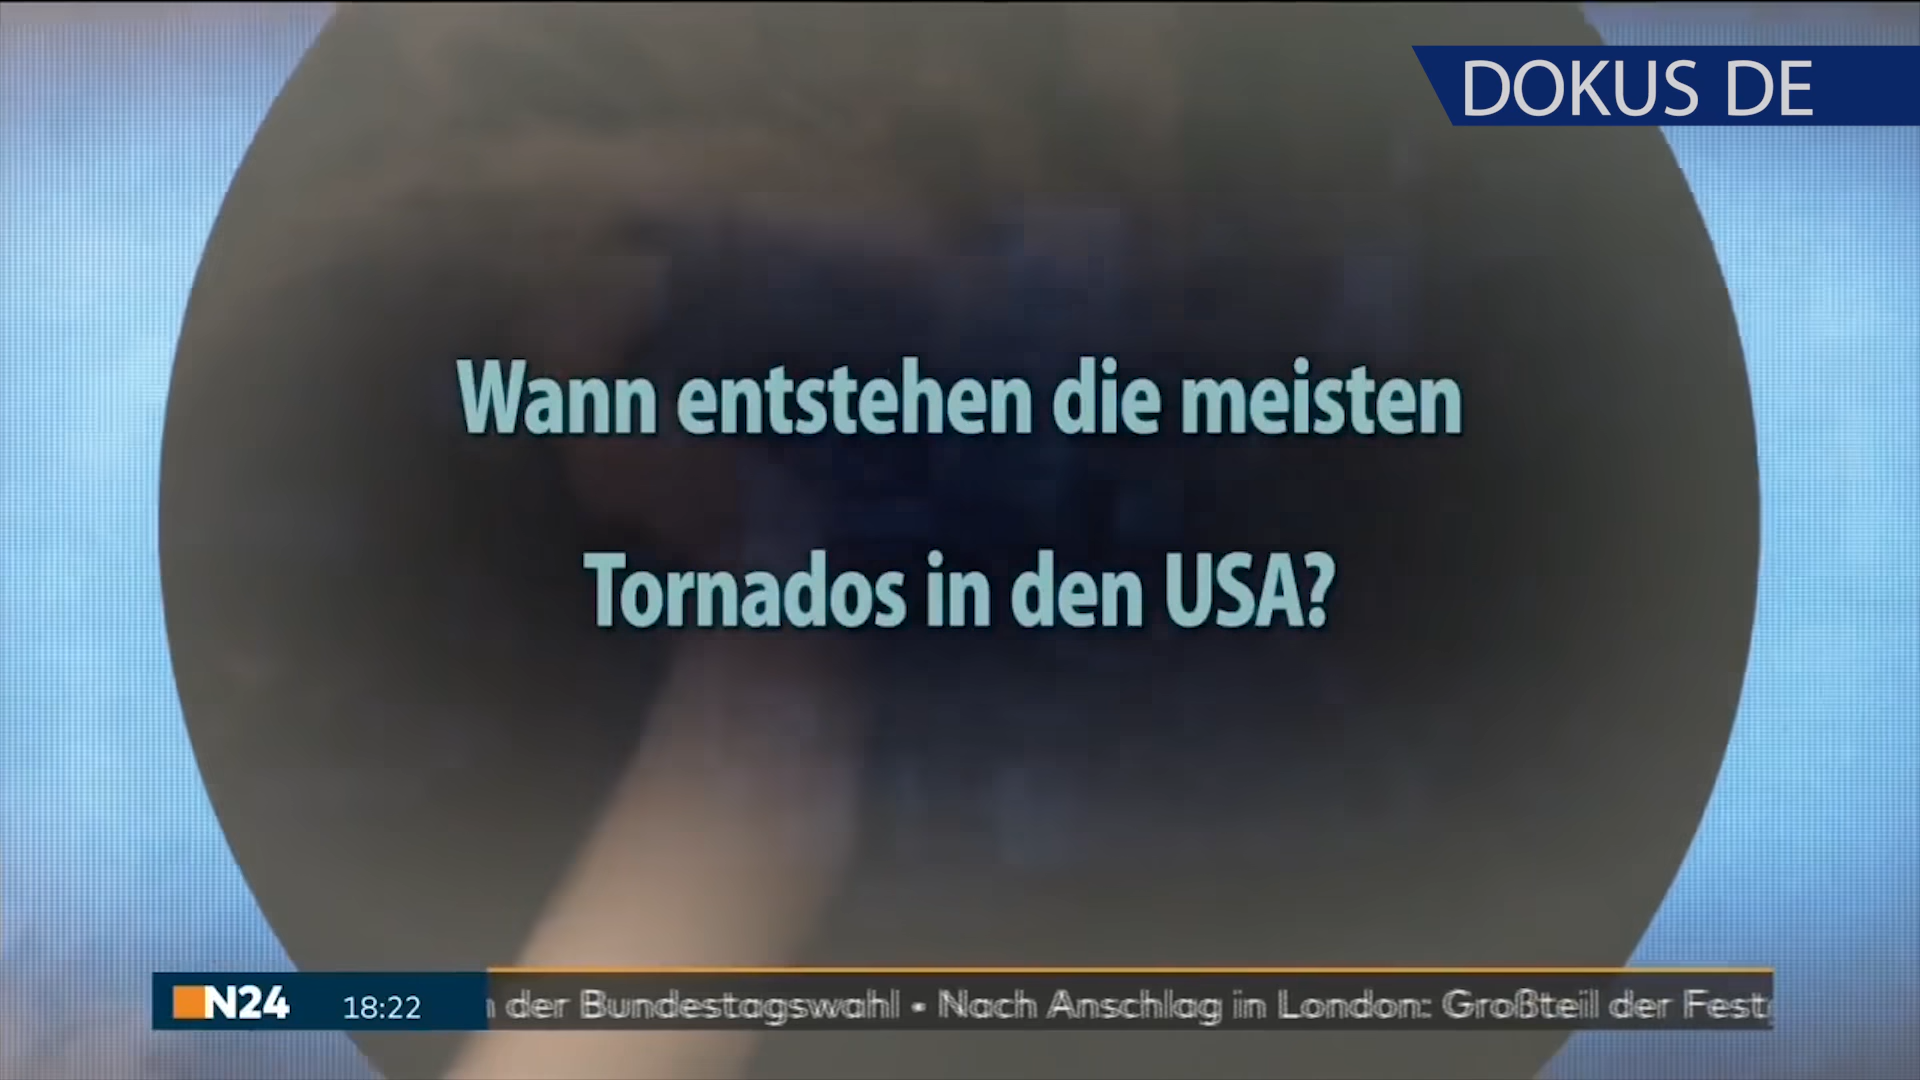 DOKUS DE
Wann entstehen die meisten
Tornados in den USA?
N24 18:22 der Bundestagswahl • Nach Anschlag in London: Großteil der